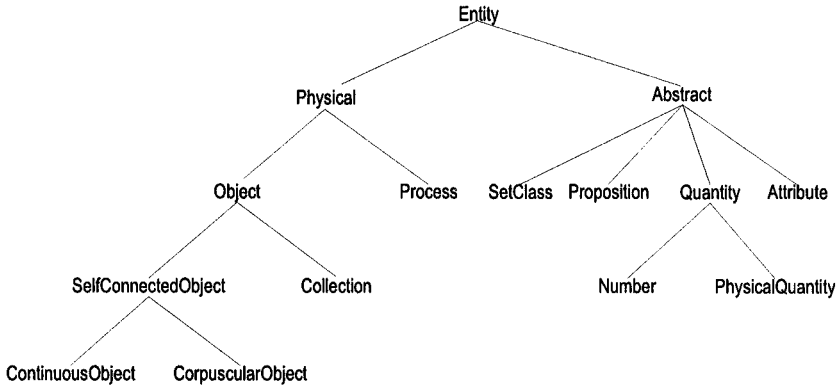 Entity
Physical Abstract
Object Process SetClass Proposition Quantity Attribute
SelfConnectedObject Collection Number PhysicalQuantity
ContinuousObject CorpuscularObject